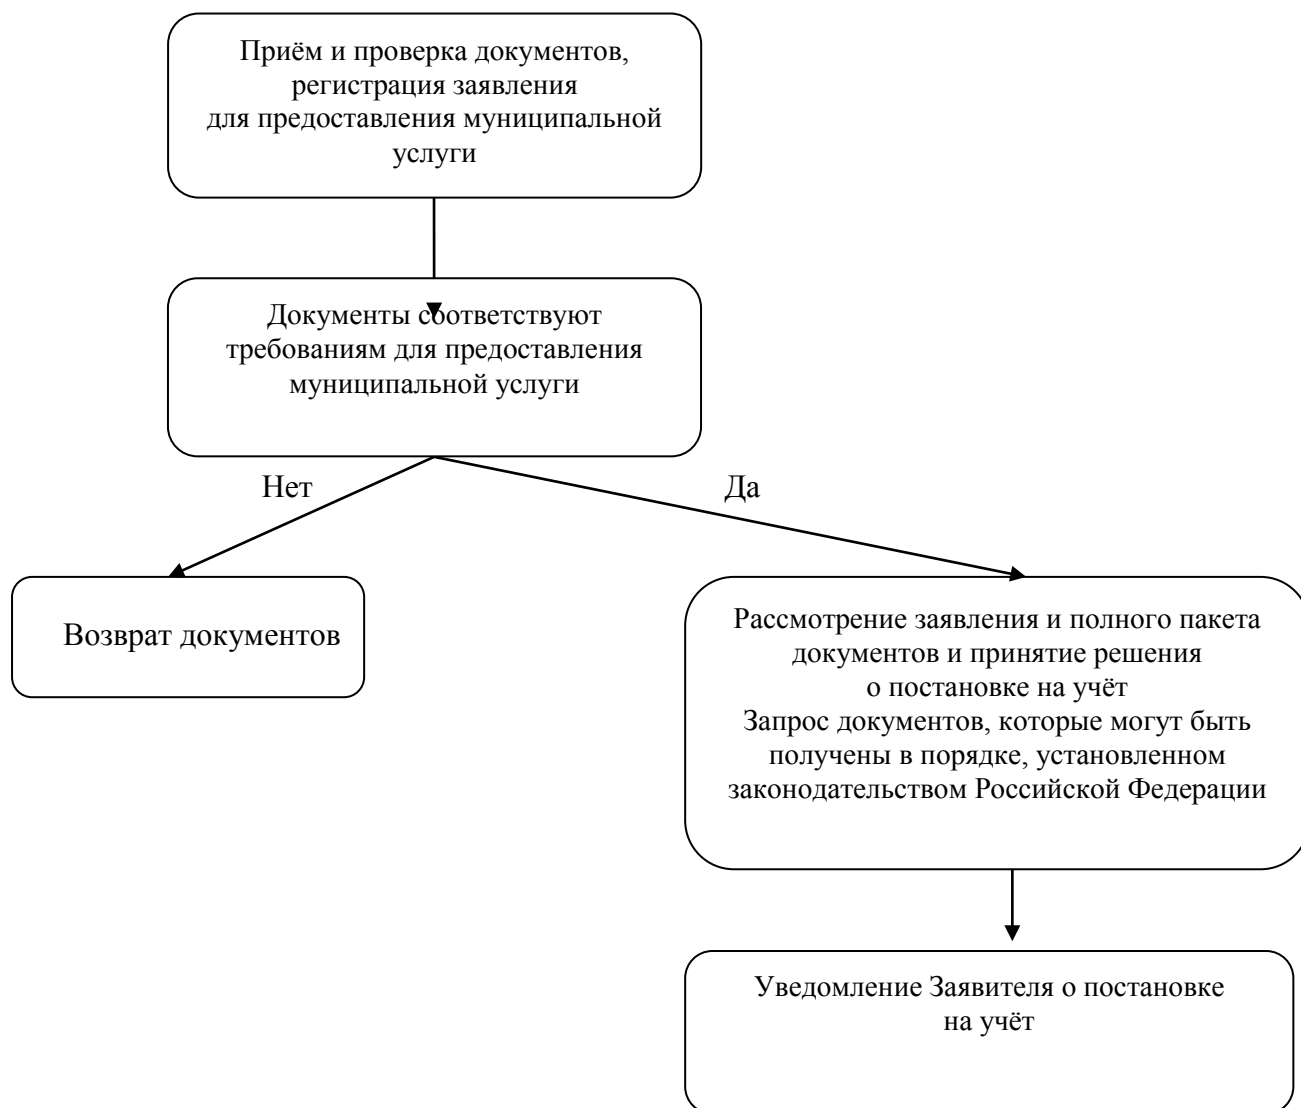 Приём и проверка документов,
регистрация заявления
для предоставления муниципальной
услуги
Документы соответствуют
требованиям для предоставления
муниципальной услуги
Нет
Да
Возврат документов
Рассмотрение заявления и полного пакета
документов и принятие решения
о постановке на учёт
Запрос документов, которые могут быть
получены в порядке, установленном
законодательством Российской Федерации
Уведомление Заявителя о постановке
на учёт